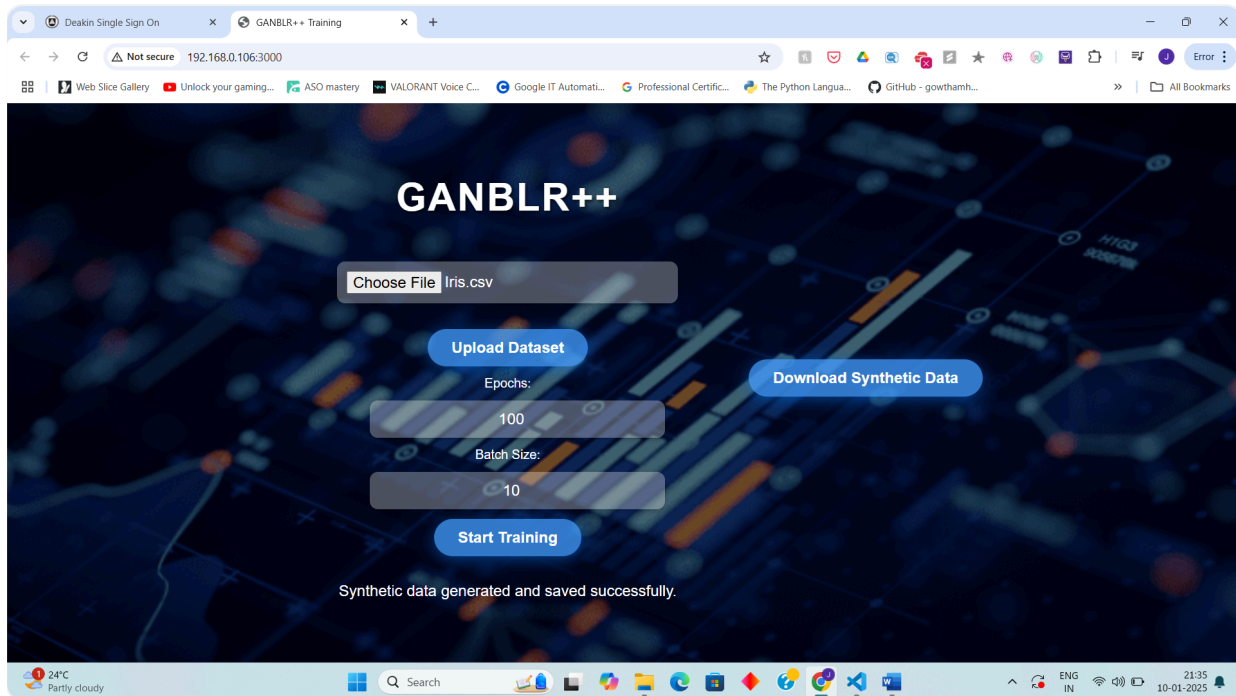 Deakin Single Sign On
GANBLR++ Training
Not secure 192.168.0.106:3000
Error
Web Slice Gallery Unlock your gaming... ASO mastery VALORANT Voice C... Google IT Automati... Professional Certific... The Python Langua... GitHub - gowthamh... » All Bookmarks
GANBLR++
H1G3
905876K
Choose File Iris.csv
Upload Dataset
Epochs:
100
Download Synthetic Data
Batch Size:
10
Start Training
Synthetic data generated and saved successfully.
1
24°C
Partly cloudy
Search
ENG
IN
21:35
10-01-2025